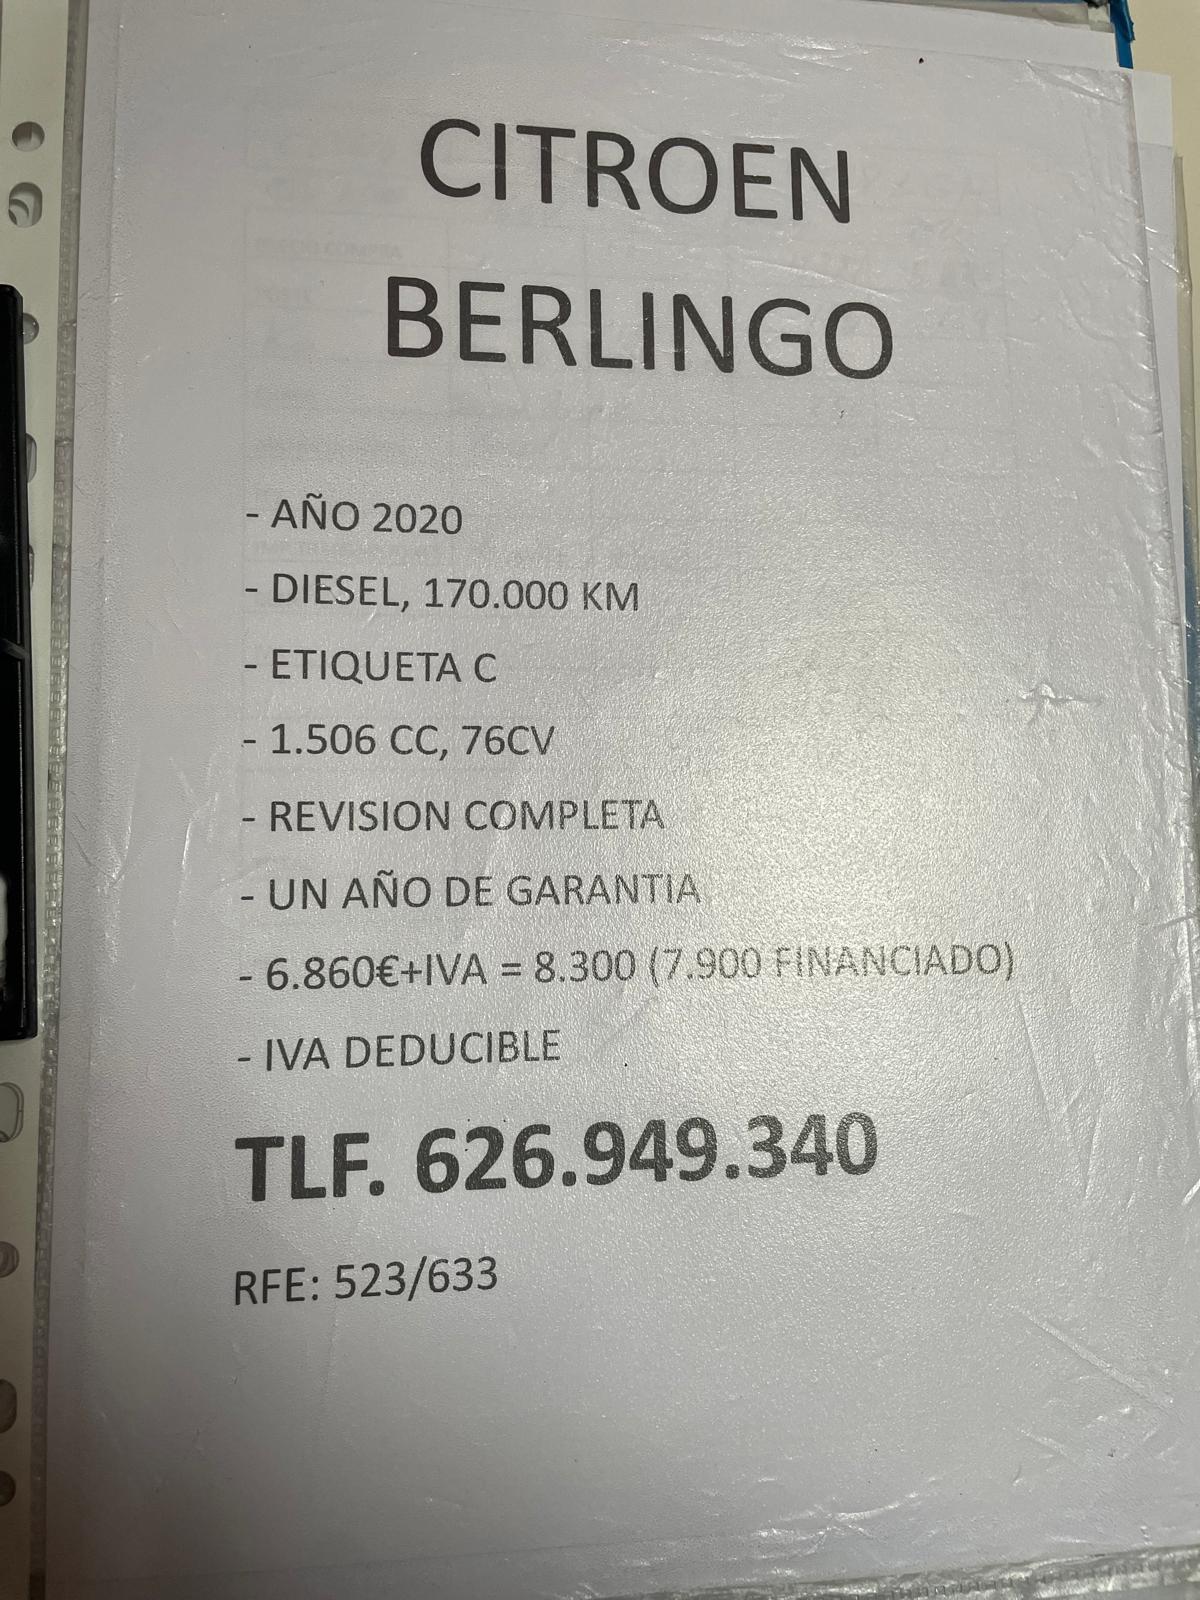 CITROEN
BERLINGO
- AÑO 2020
- DIESEL, 170.000 KM
- ETIQUETA C
- 1.506 CC, 76CV
- REVISION COMPLETA
- UN AÑO DE GARANTIA
- 6.860€+IVA = 8.300 (7.900 FINANCIADO)
- IVA DEDUCIBLE
TLF. 626.949.340
RFE: 523/633